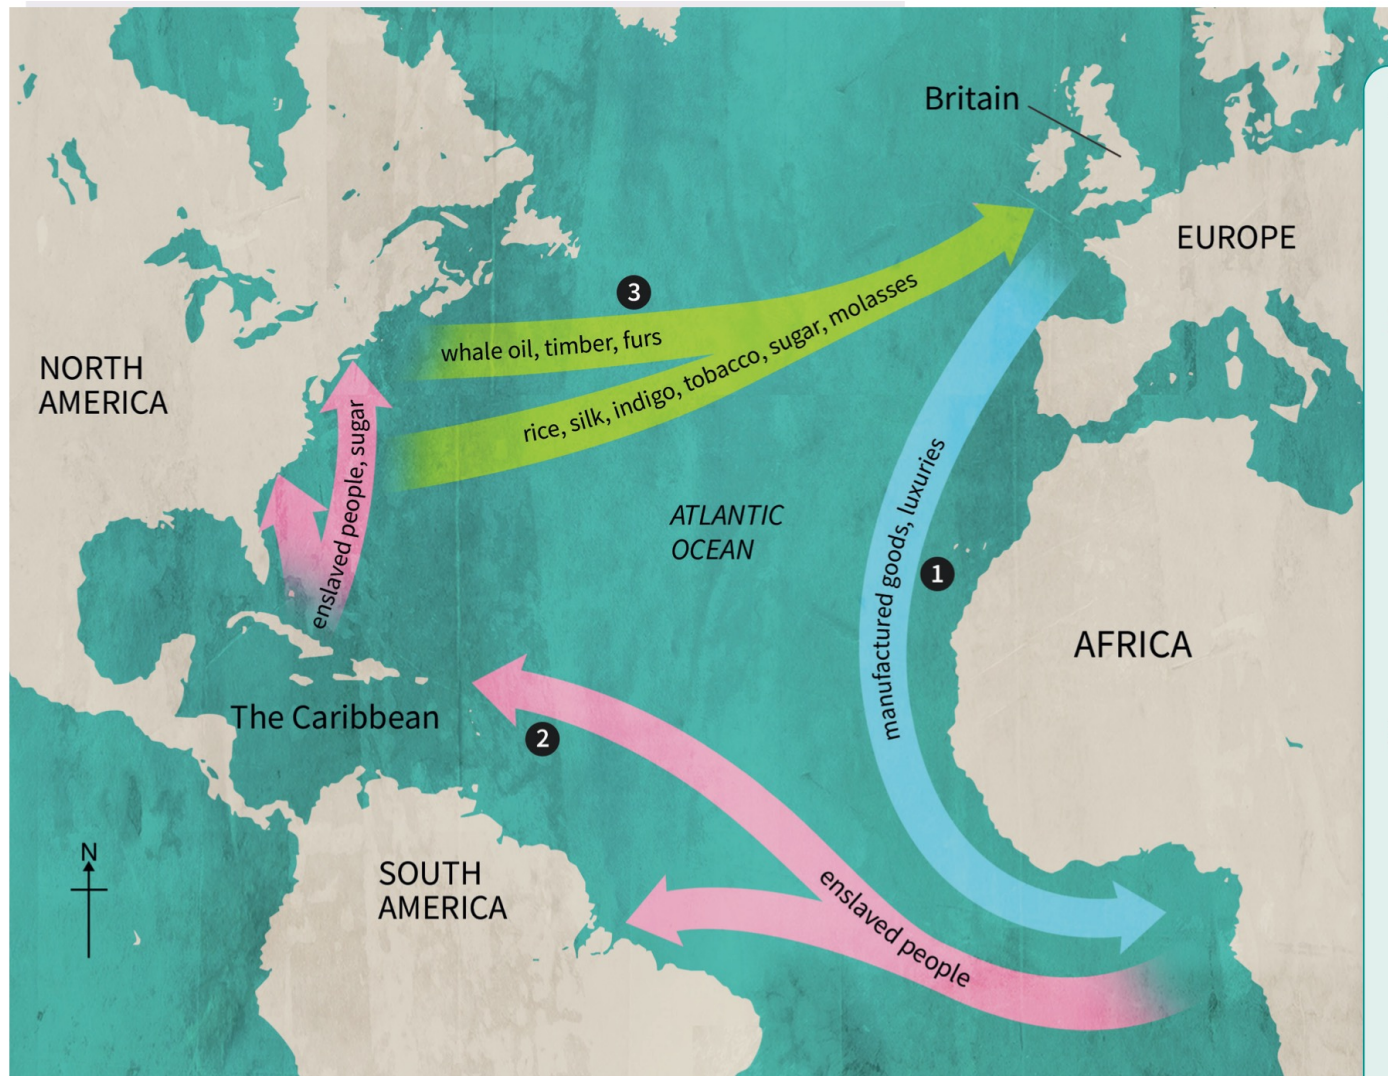 Britain
EUROPE
3
whale oil, timber, furs
rice, silk, indigo, tobacco, sugar, molasses
NORTH
AMERICA
enslaved people, sugar
ATLANTIC
OCEAN
manufactured goods, luxuries
1
AFRICA
The Caribbean
2
SOUTH
AMERICA
enslaved people
N